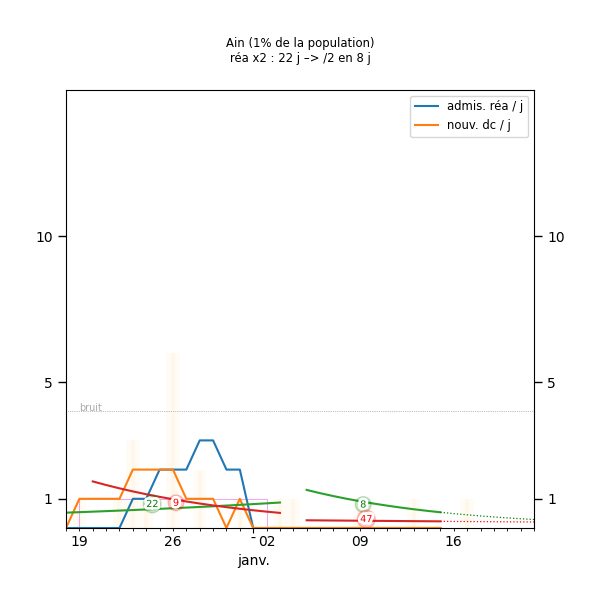 Ain (1% de la population)
réa x2 : 22 j –> /2 en 8 j
admis. réa / j
nouv. dc / j
10
10
5
5
bruit
1
1
22
9
8
47
19
26
- 02
09
16
janv.